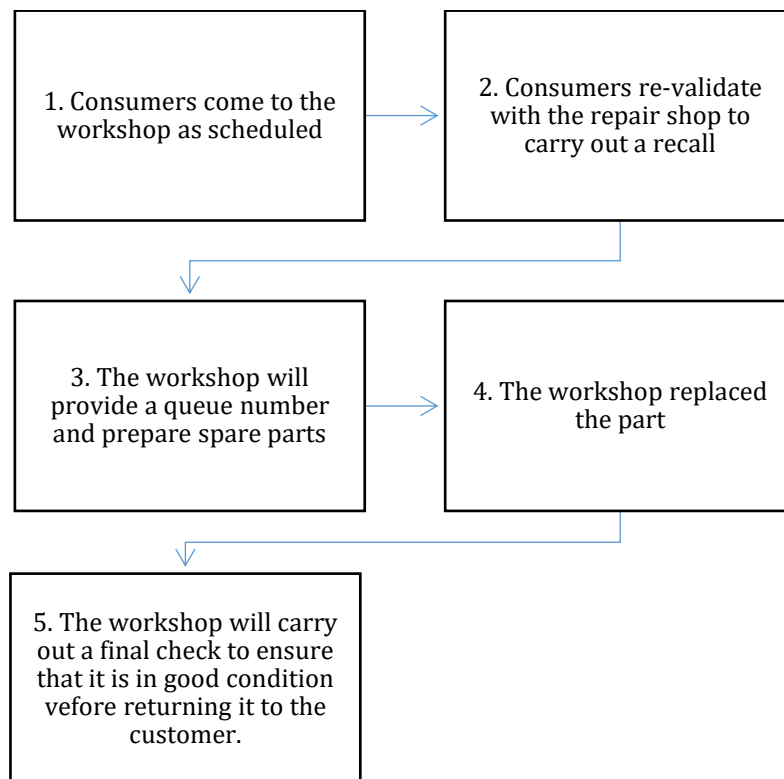 1. Consumers come to the
workshop as scheduled
2. Consumers re-validate
with the repair shop to
carry out a recall
3. The workshop will
provide a queue number
and prepare spare parts
4. The workshop replaced
the part
5. The workshop will carry
out a final check to ensure
that it is in good condition
vefore returning it to the
customer.